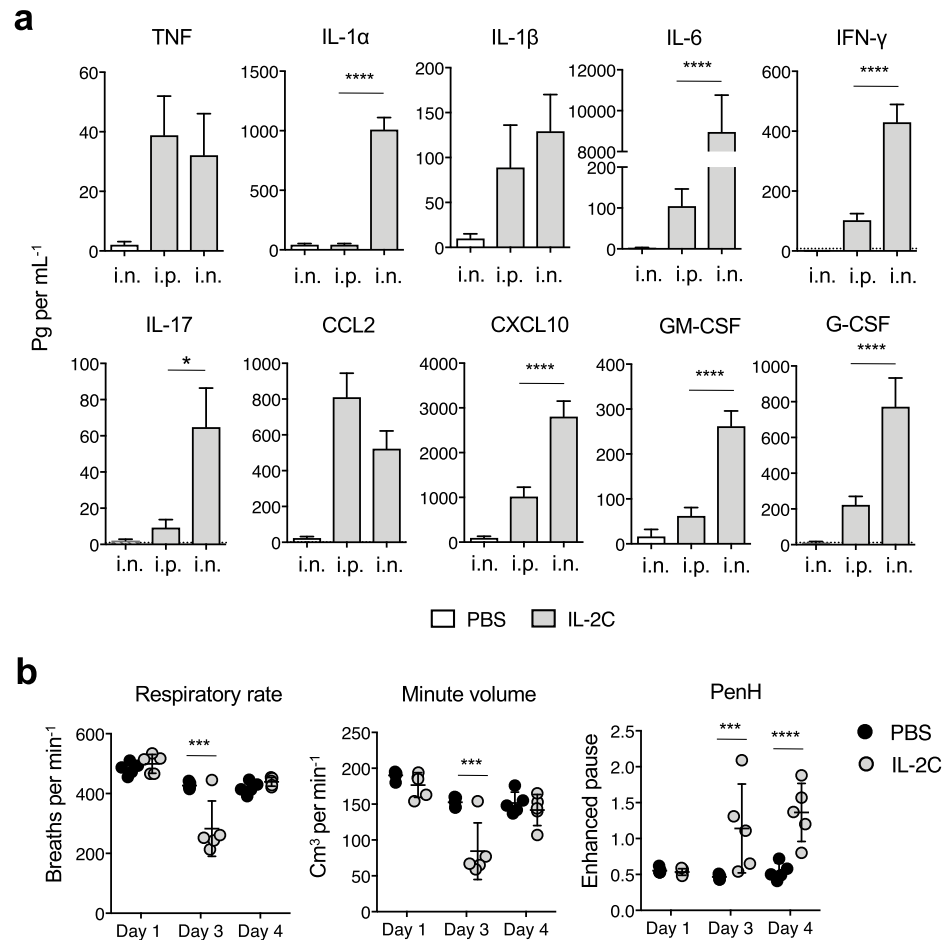 a
TNF IL-1α IL-1β IL-6 IFN-γ
Pg per mL-1
60 40 20 0
i.n. i.p. i.n.
1500 1000 500 0
****
i.n. i.p. i.n.
200 150 100 50 0
i.n. i.p. i.n.
12000 10000 8000 200 100 0
****
i.n. i.p. i.n.
600 400 200 0
****
i.n. i.p. i.n.
IL-17 CCL2 CXCL10 GM-CSF G-CSF
100 80 60 40 20 0
*
i.n. i.p. i.n.
1000 800 600 400 200 0
i.n. i.p. i.n.
4000 3000 2000 1000 0
****
i.n. i.p. i.n.
400 300 200 100 0
****
i.n. i.p. i.n.
1000 800 600 400 200 0
****
i.n. i.p. i.n.
PBS IL-2C
b
Respiratory rate
Breaths per min-1
600 400 200 0
***
Day 1 Day 3 Day 4
Minute volume
Cm3 per min-1
250 200 150 100 50 0
***
Day 1 Day 3 Day 4
PenH
Enhanced pause
2.5 2.0 1.5 1.0 0.5 0.0
*** ****
Day 1 Day 3 Day 4
PBS
IL-2C